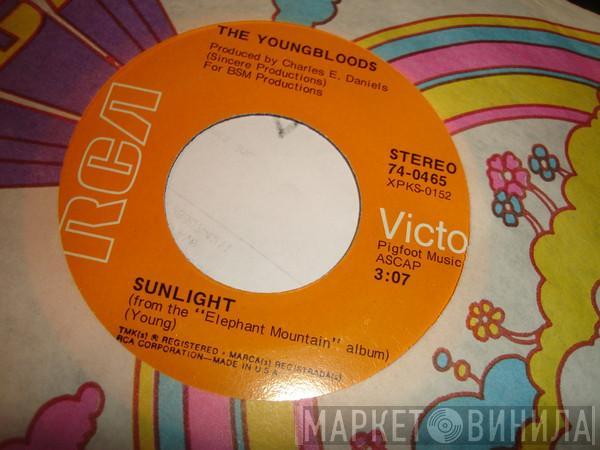 THE YOUNGBLOODS
Produced by Charles E. Daniels
(Sincere Productions)
For BSM Productions
RCA
STEREO
74-0465
XPKS-0152
Victo
Pigfoot Music
ASCAP
3:07
SUNLIGHT
(from the "Elephant Mountain" album)
(Young)
TMK(s) ® REGISTERED • MARCA(s) REGISTRADA(S)
RCA CORPORATION—MADE IN U.S.A.
МАРКЕТ ВИНИЛА